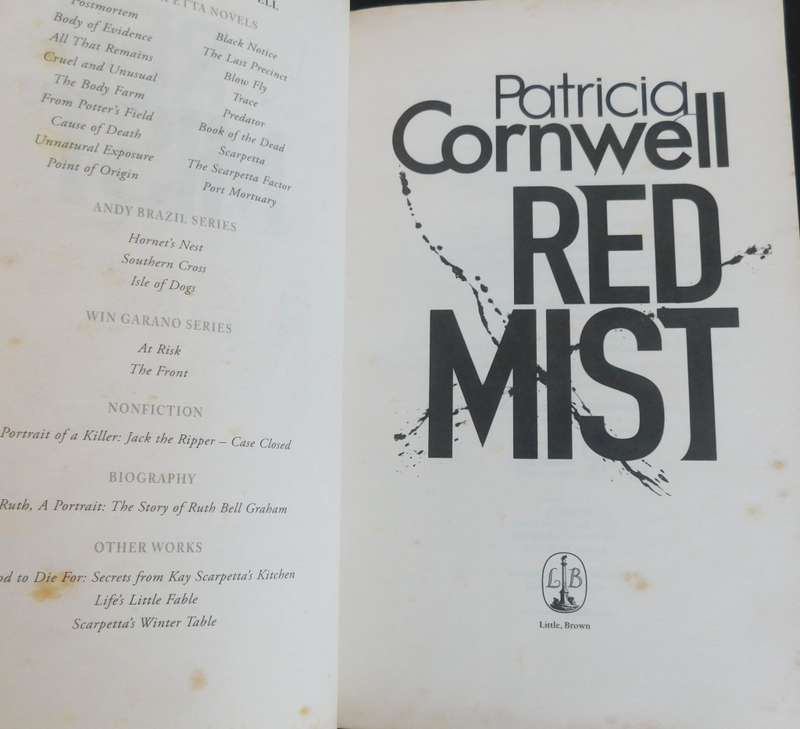 ELL
ETTA NOVELS
Postmortem
Body of Evidence
All That Remains
Cruel and Unusual
The Body Farm
From Potter's Field
Cause of Death
Unnatural Exposure
Point of Origin
Black Notice
The Last Precinct
Blow Fly
Trace
Predator
Book of the Dead
Scarpetta
The Scarpetta Factor
Port Mortuary
ANDY BRAZIL SERIES
Hornet's Nest
Southern Cross
Isle of Dogs
WIN GARANO SERIES
At Risk
The Front
NONFICTION
Portrait of a Killer: Jack the Ripper – Case Closed
BIOGRAPHY
Ruth, A Portrait: The Story of Ruth Bell Graham
OTHER WORKS
od to Die For: Secrets from Kay Scarpetta's Kitchen
Life's Little Fable
Scarpetta's Winter Table
Patricia
Cornwell
RED
MIST
L B
Little, Brown